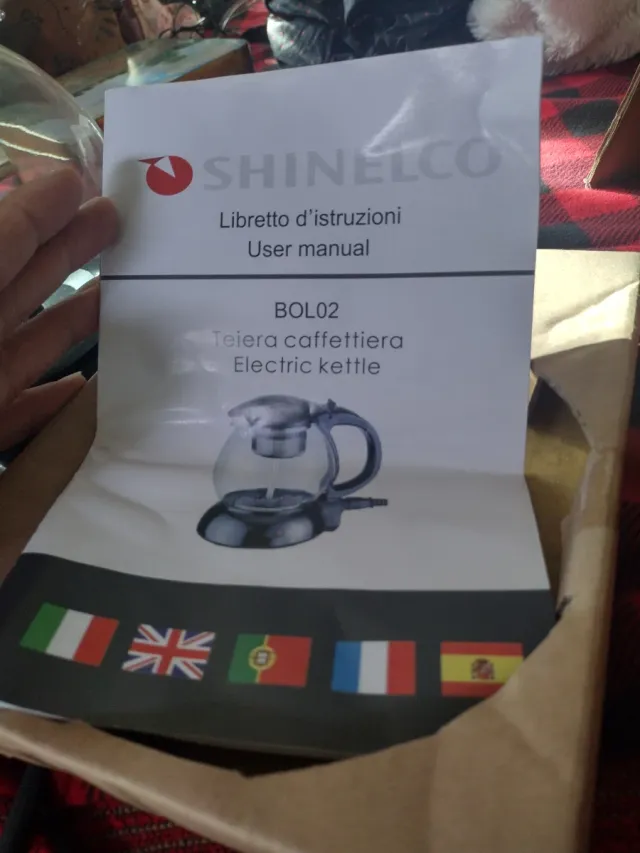 SHINELCO
Libretto d'istruzioni
User manual
BOL02
Teiera caffettiera
Electric kettle